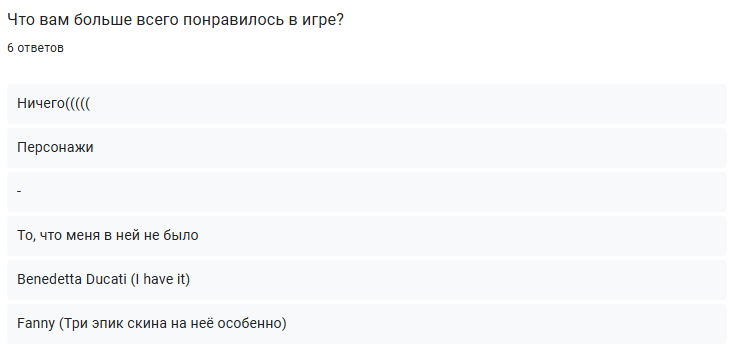 Что вам больше всего понравилось в игре?
6 ответов
Ничего(((((
Персонажи
-
То, что меня в ней не было
Benedetta Ducati (I have it)
Fanny (Три эпик скина на неё особенно)